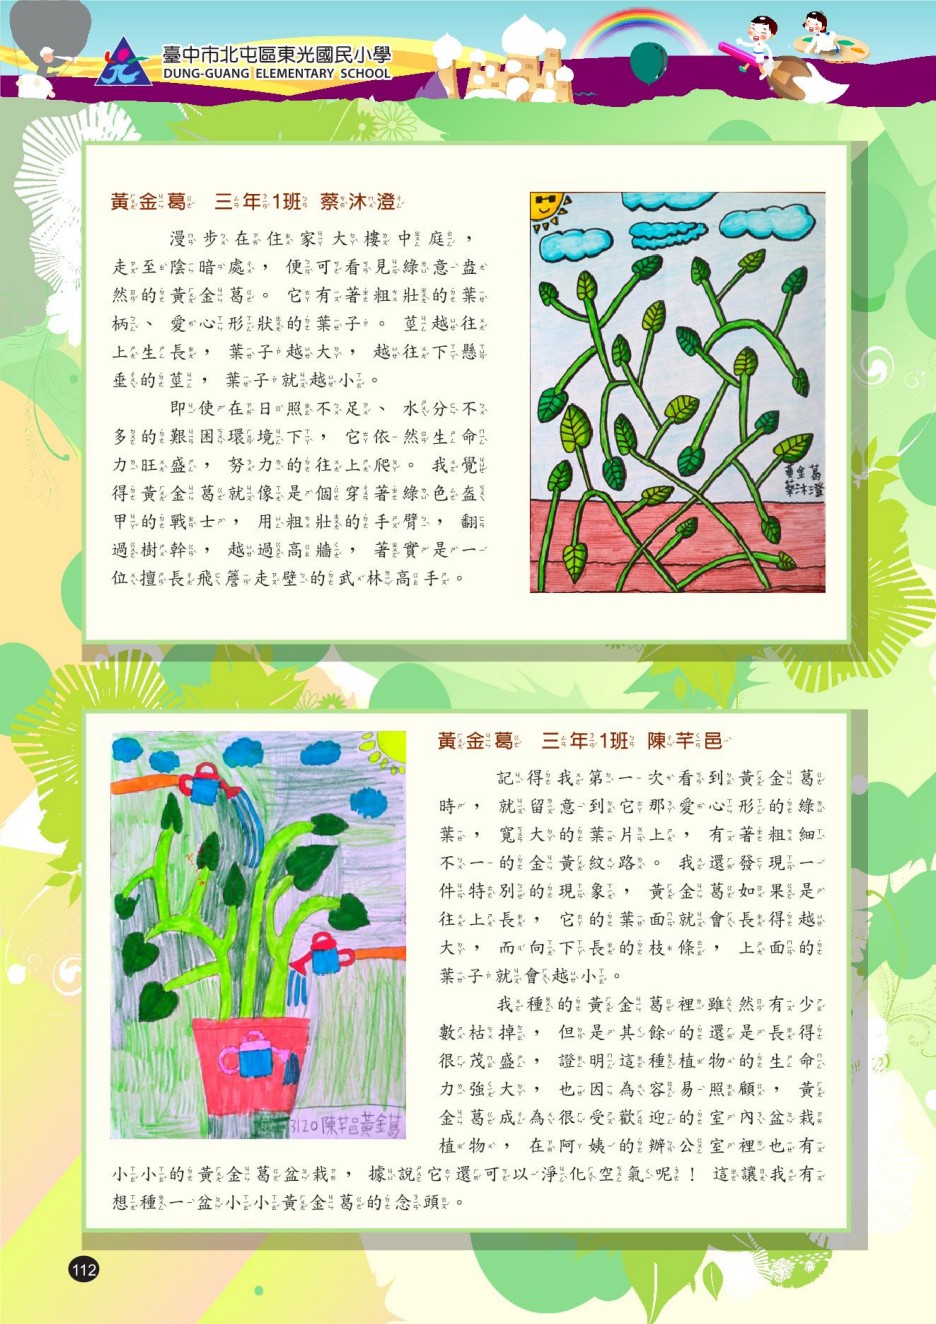 臺中市北屯區東光國民小學
DUNG-GUANG ELEMENTARY SCHOOL
黃金葛 三年1班 蔡沐澄
漫步在住家大樓中庭，
走至陰暗處，便可看見綠意盎
然的黃金葛。它有著粗壯的葉
柄、愛心形狀的葉子。莖越往
上生長，葉子越大，越往下懸
垂的莖，葉子就越小。
即使在日照不足、水分不
多的艱困環境下，它依然生命
力旺盛，努力的往上爬。我覺
得黃金葛就像是個穿著綠色盔
甲的戰士，用粗壯的手臂，翻
過樹幹，越過高牆，著實是一
位擅長飛簷走壁的武林高手。
黃金葛
蔡沐澄
黃金葛 三年1班 陳芊邑
記得我第一次看到黃金葛
時，就留意到它那愛心形的綠
葉，寬大的葉片上，有著粗細
不一的金黃紋路。我還發現一
件特別的現象，黃金葛如果是
往上長，它的葉面就會長得越
大，而向下長的枝條，上面的
葉子就會越小。
我種的黃金葛裡雖然有少
數枯掉，但是其餘的還是長得
很茂盛，證明這種植物的生命
力強大，也因為容易照顧，黃
金葛成為很受歡迎的室內盆栽
植物，在阿姨的辦公室裡也有
小小的黃金葛盆栽，據說它還可以淨化空氣呢！這讓我有
想種一盆小小黃金葛的念頭。
3120陳芊邑黃金葛
112